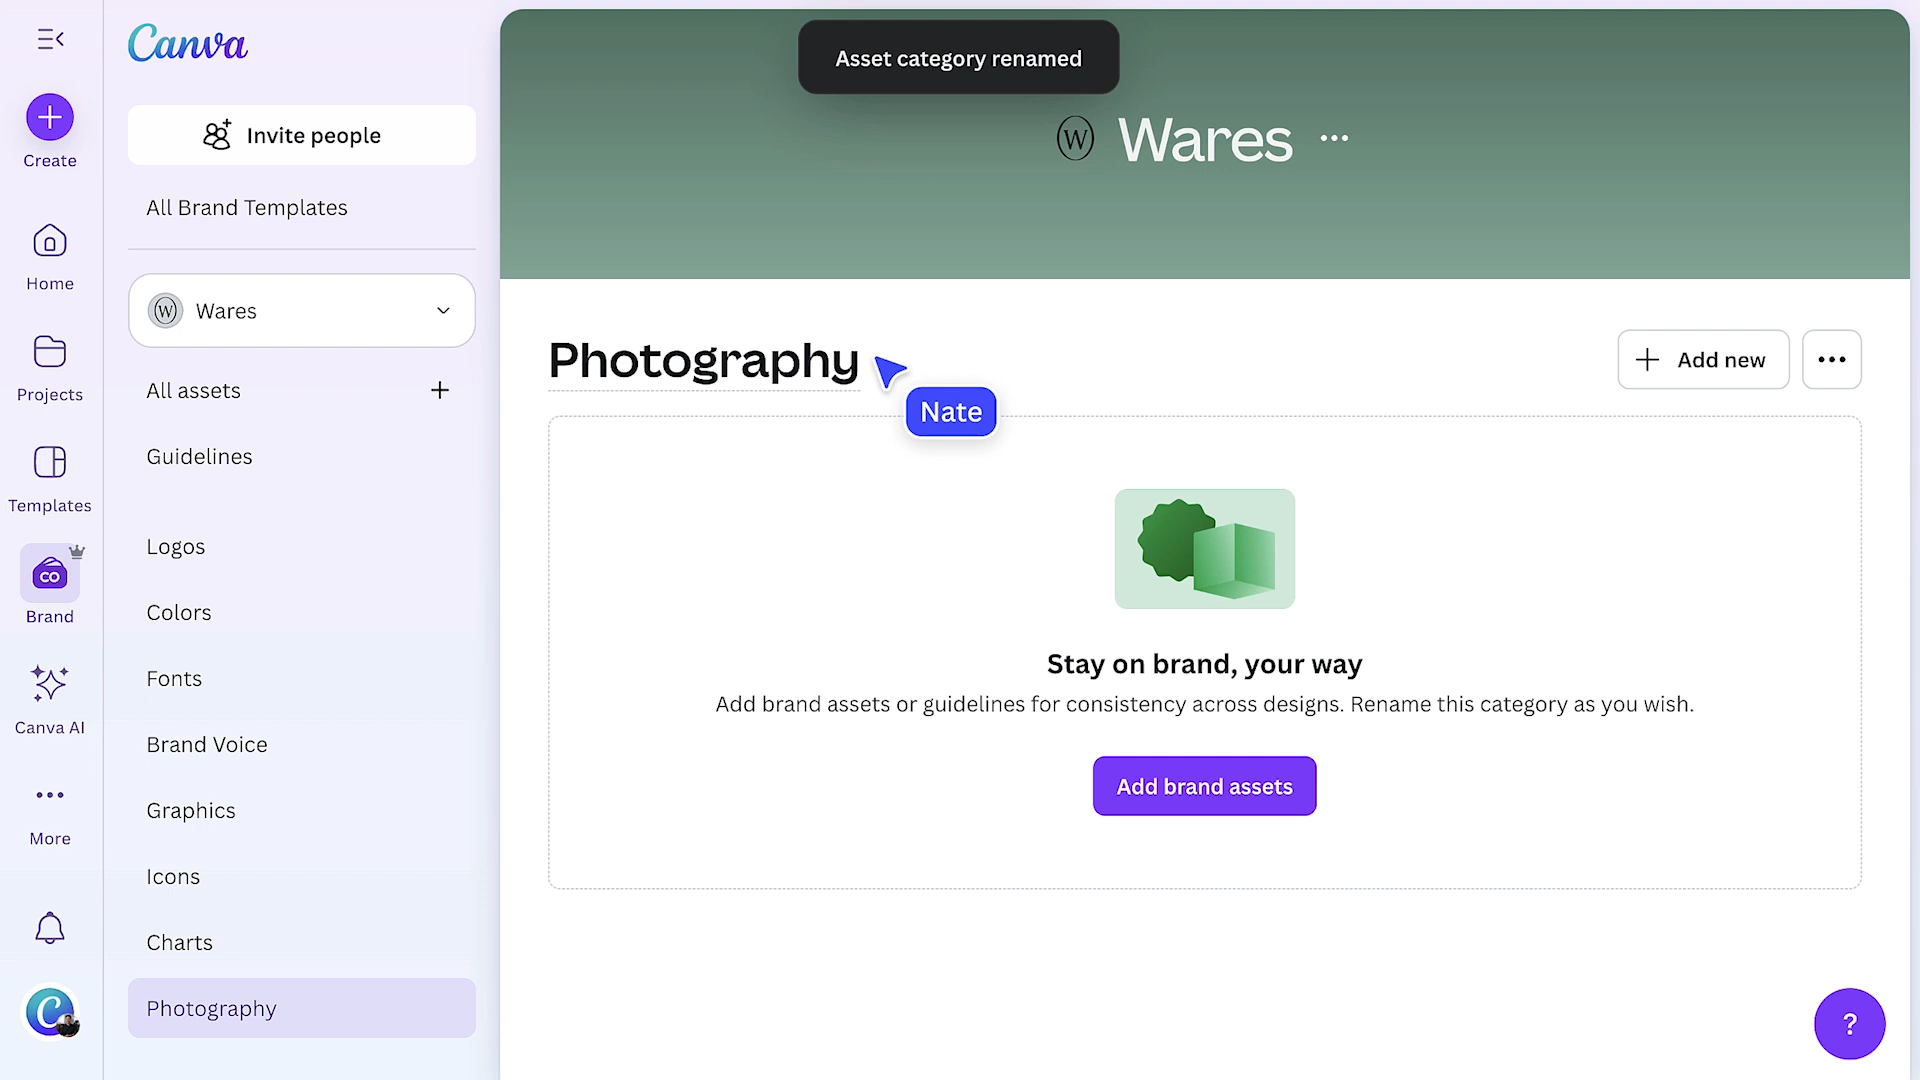 Canva
Create
Home
Projects
Templates
CO
Brand
Canva AI
More
C
Invite people
All Brand Templates
W Wares
All assets
Guidelines
Logos
Colors
Fonts
Brand Voice
Graphics
Icons
Charts
Photography
Asset category renamed
W Wares ...
Photography
Nate
+ Add new
Stay on brand, your way
Add brand assets or guidelines for consistency across designs. Rename this category as you wish.
Add brand assets
?